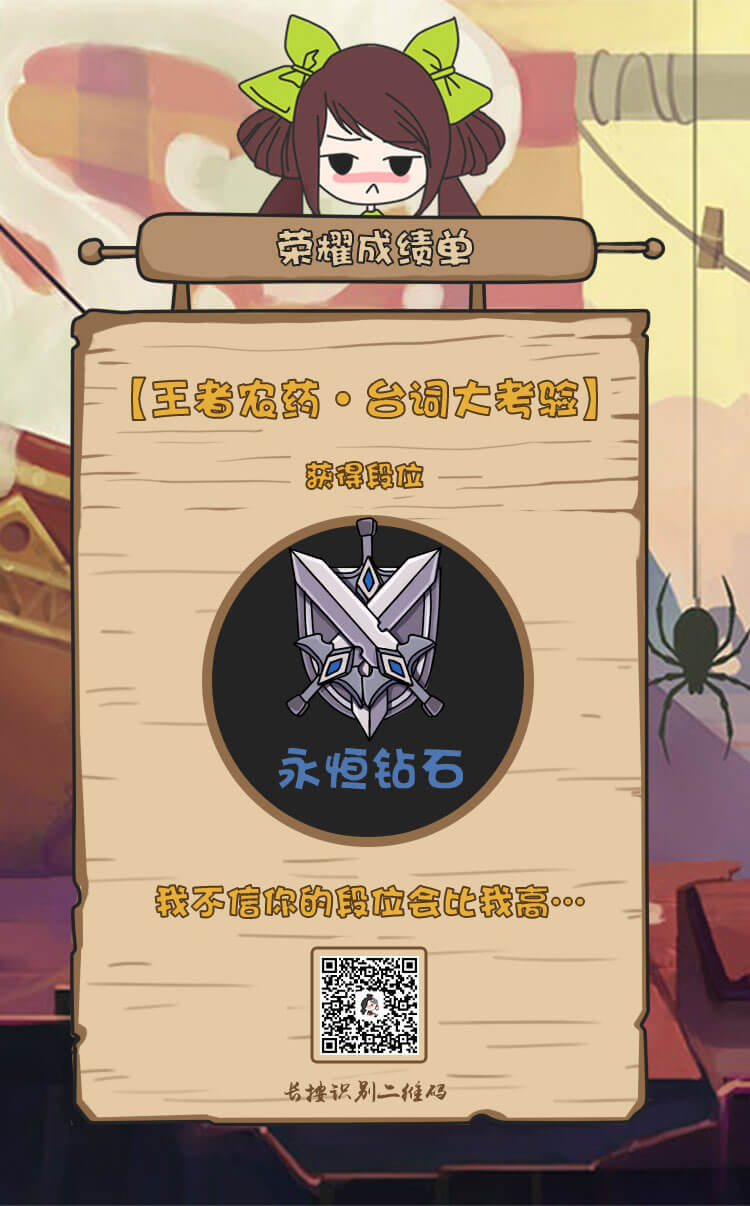 荣耀成绩单
【王者农药·台词大考验】
获得段位
永恒钻石
我不信你的段位会比我高…
长按识别二维码